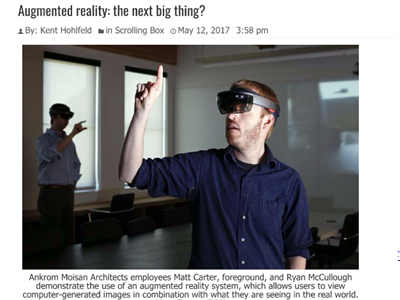 Augmented reality: the next big thing?
By: Kent Hohlfeld in Scrolling Box May 12, 2017 3:58 pm
Ankrom Moisan Architects employees Matt Carter, foreground, and Ryan McCullough
demonstrate the use of an augmented reality system, which allows users to view
computer-generated images in combination with what they are seeing in the real world.